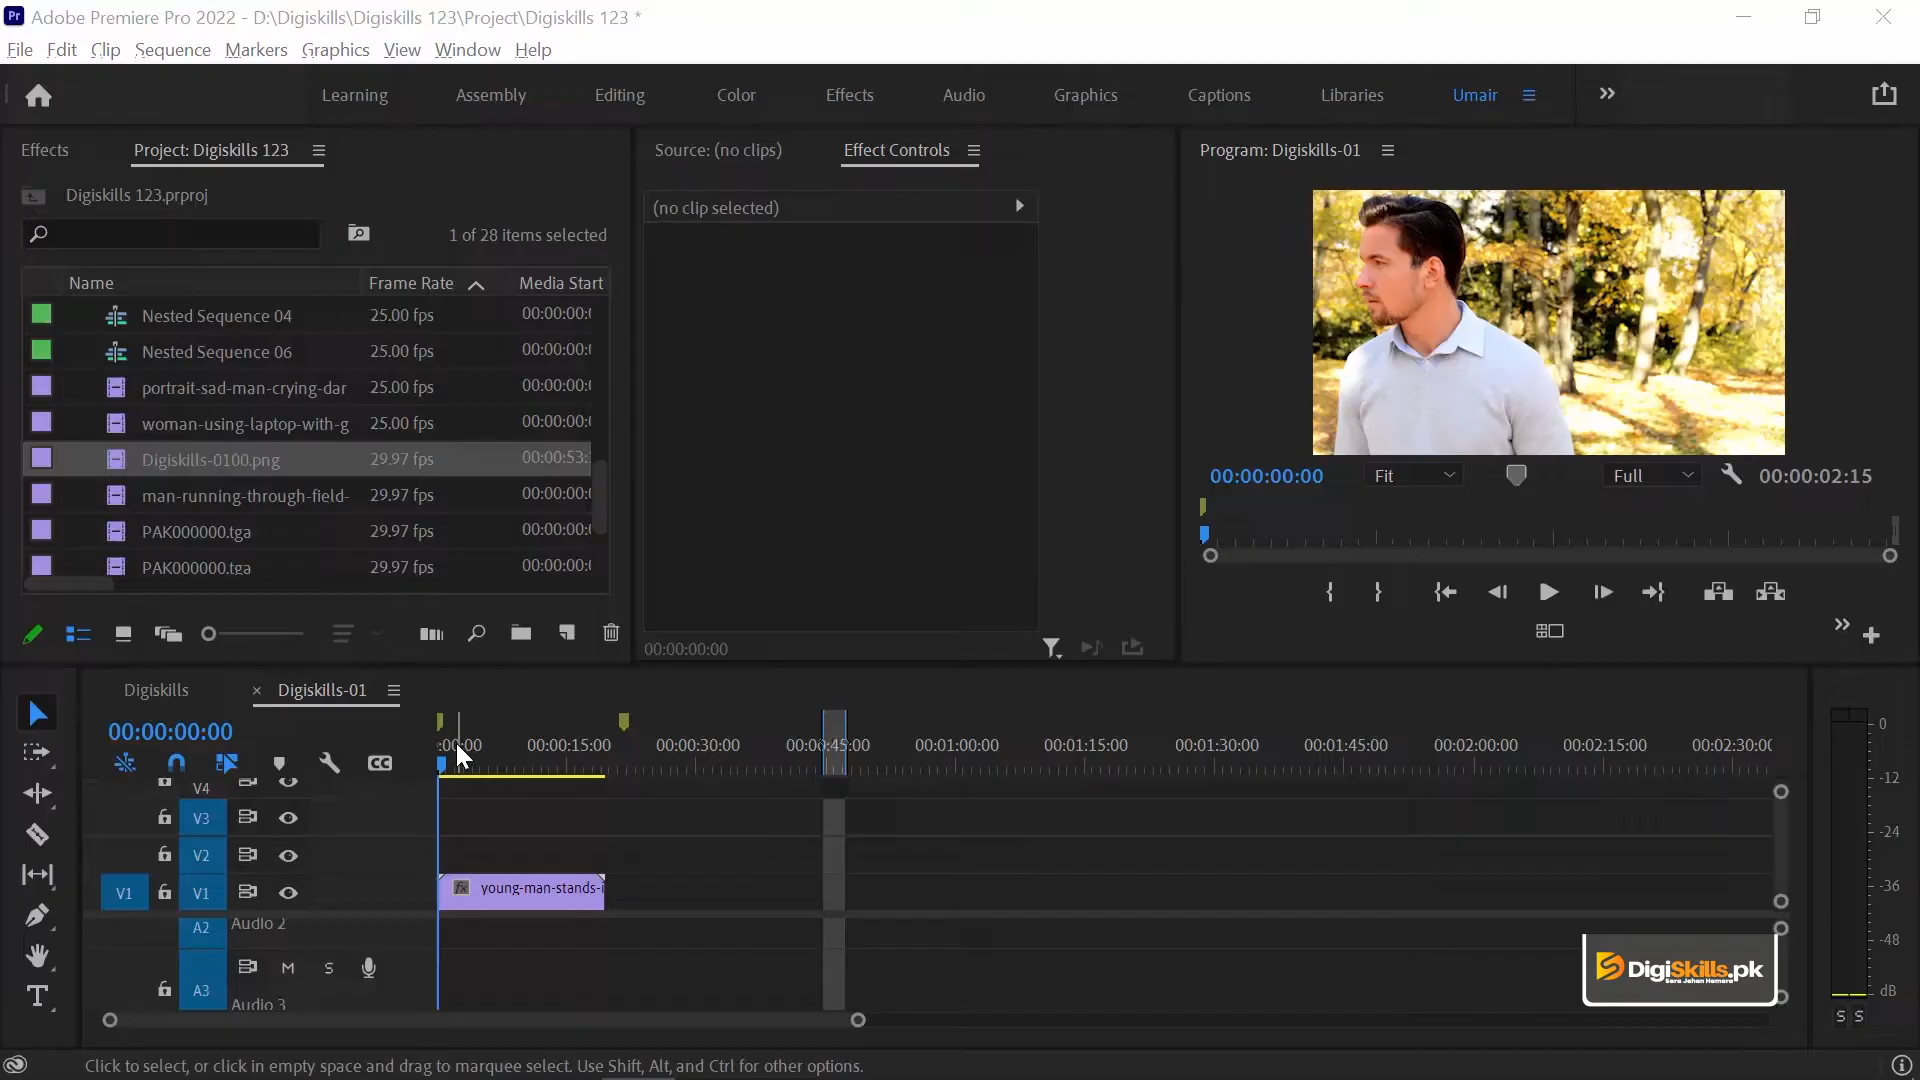 Adobe Premiere Pro 2022 - D:\Digiskills\Digiskills 123\Project\Digiskills 123 *
File Edit Clip Sequence Markers Graphics View Window Help
Learning Assembly Editing Color Effects Audio Graphics Captions Libraries Umair
Effects Project: Digiskills 123 Source: (no clips) Effect Controls Program: Digiskills-01
Digiskills 123.prproj
(no clip selected)
1 of 28 items selected
Name Frame Rate Media Start
Nested Sequence 04 25.00 fps 00:00:00:
Nested Sequence 06 25.00 fps 00:00:00:
portrait-sad-man-crying-dar 25.00 fps 00:00:00:
woman-using-laptop-with-g 25.00 fps 00:00:00:
Digiskills-0100.png 29.97 fps 00:00:53:
man-running-through-field- 29.97 fps 00:00:00:
PAK000000.tga 29.97 fps 00:00:00:
PAK000000.tga 29.97 fps 00:00:00:
00:00:00:00 Fit Full 00:00:02:15
00:00:00:00
Digiskills × Digiskills-01
00:00:00:00
:00:00 00:00:15:00 00:00:30:00 00:00:45:00 00:01:00:00 00:01:15:00 00:01:30:00 00:01:45:00 00:02:00:00 00:02:15:00 00:02:30:00
CC
V4
V3
V2
V1 V1 fx young-man-stands-i
A2 Audio 2
M S
A3 Audio 3
0
-12
-24
-36
-48
dB
S S
DigiSkills.pk
Sara Jahan Hamara
Click to select, or click in empty space and drag to marquee select. Use Shift, Alt, and Ctrl for other options.